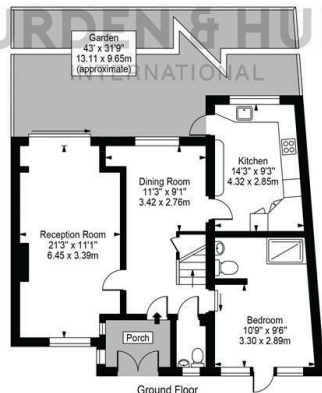 URDEN & HU
INTERNATIONAL
Garden
43' x 31'9"
13.11 x 9.65m
(approximate)
Kitchen
14'3" x 9'3"
4.32 x 2.85m
Dining Room
11'3" x 9'1"
3.42 x 2.76m
Reception Room
21'3" x 11'1"
6.45 x 3.39m
Bedroom
10'9" x 9'6"
3.30 x 2.89m
Porch
Ground Floor